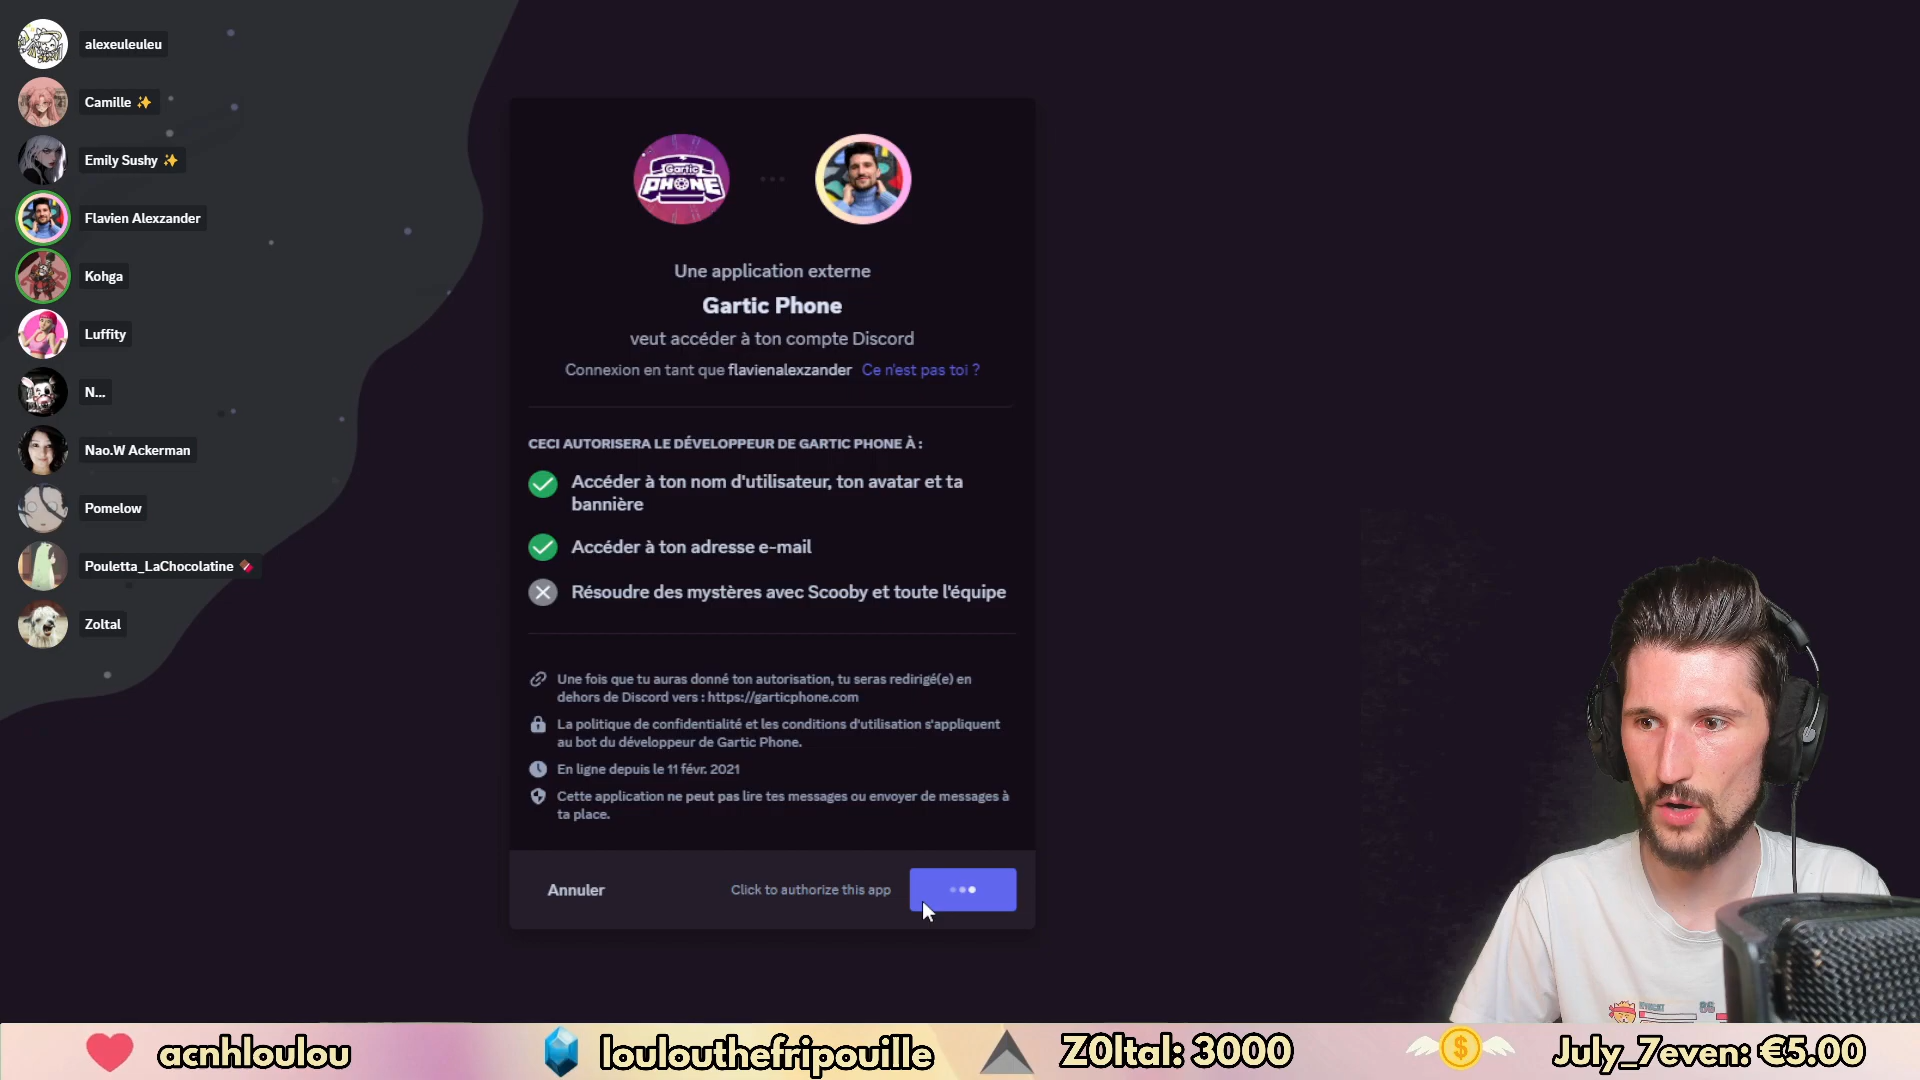 alexeuleuleu
Camille ✨
Emily Sushy ✨
Flavien Alexzander
Kohga
Luffity
N...
Nao.W Ackerman
Pomelow
Pouletta_LaChocolatine
Zoltal
Gartic
PHONE
Une application externe
Gartic Phone
veut accéder à ton compte Discord
Connexion en tant que flavienalexzander Ce n'est pas toi ?
CECI AUTORISERA LE DÉVELOPPEUR DE GARTIC PHONE À :
Accéder à ton nom d'utilisateur, ton avatar et ta
bannière
Accéder à ton adresse e-mail
Résoudre des mystères avec Scooby et toute l'équipe
Une fois que tu auras donné ton autorisation, tu seras redirigé(e) en
dehors de Discord vers : https://garticphone.com
La politique de confidentialité et les conditions d'utilisation s'appliquent
au bot du développeur de Gartic Phone.
En ligne depuis le 11 févr. 2021
Cette application ne peut pas lire tes messages ou envoyer de messages à
ta place.
Annuler
Click to authorize this app
86
acnhloulou
loulouthefripouille
Z0ltal: 3000
July_7even: €5.00